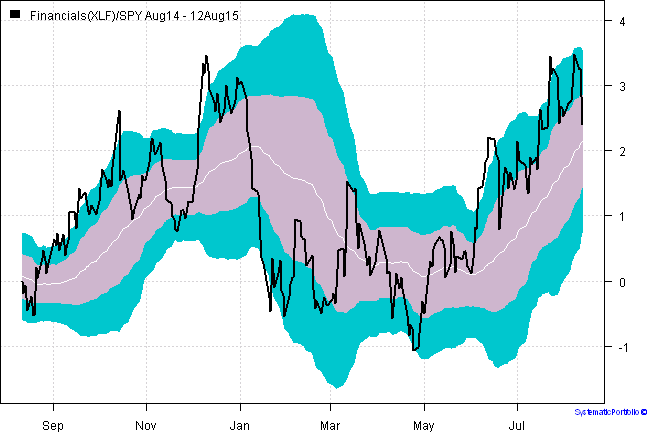 Financials(XLF)/SPY Aug14 - 12Aug15
4
3
2
1
0
-1
Sep Nov Jan Mar May Jul
SystematicPortfolio ©